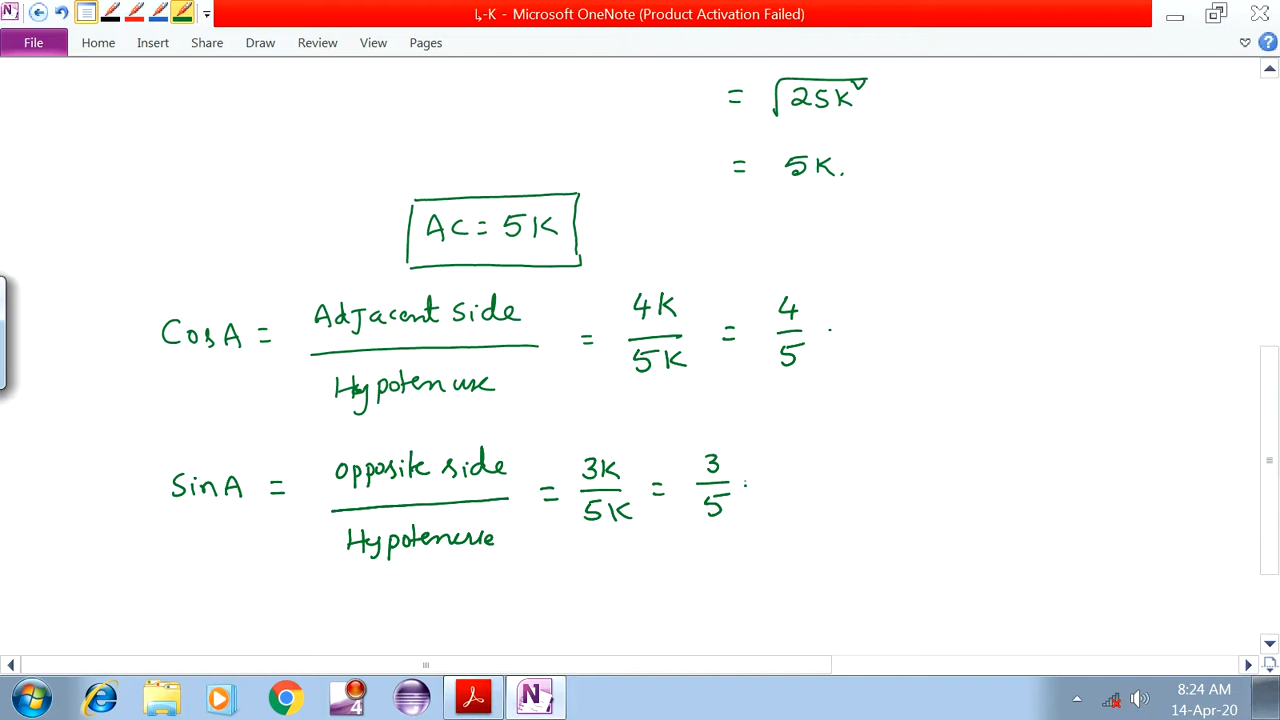 L-K - Microsoft OneNote (Product Activation Failed)
File Home Insert Share Draw Review View Pages
= √25K²
= 5K.
AC = 5K
CosA = Adjacent side / Hypotenuse = 4K / 5K = 4 / 5 .
SinA = opposite side / Hypotenuse = 3K / 5K = 3 / 5 .
8:24 AM
14-Apr-20